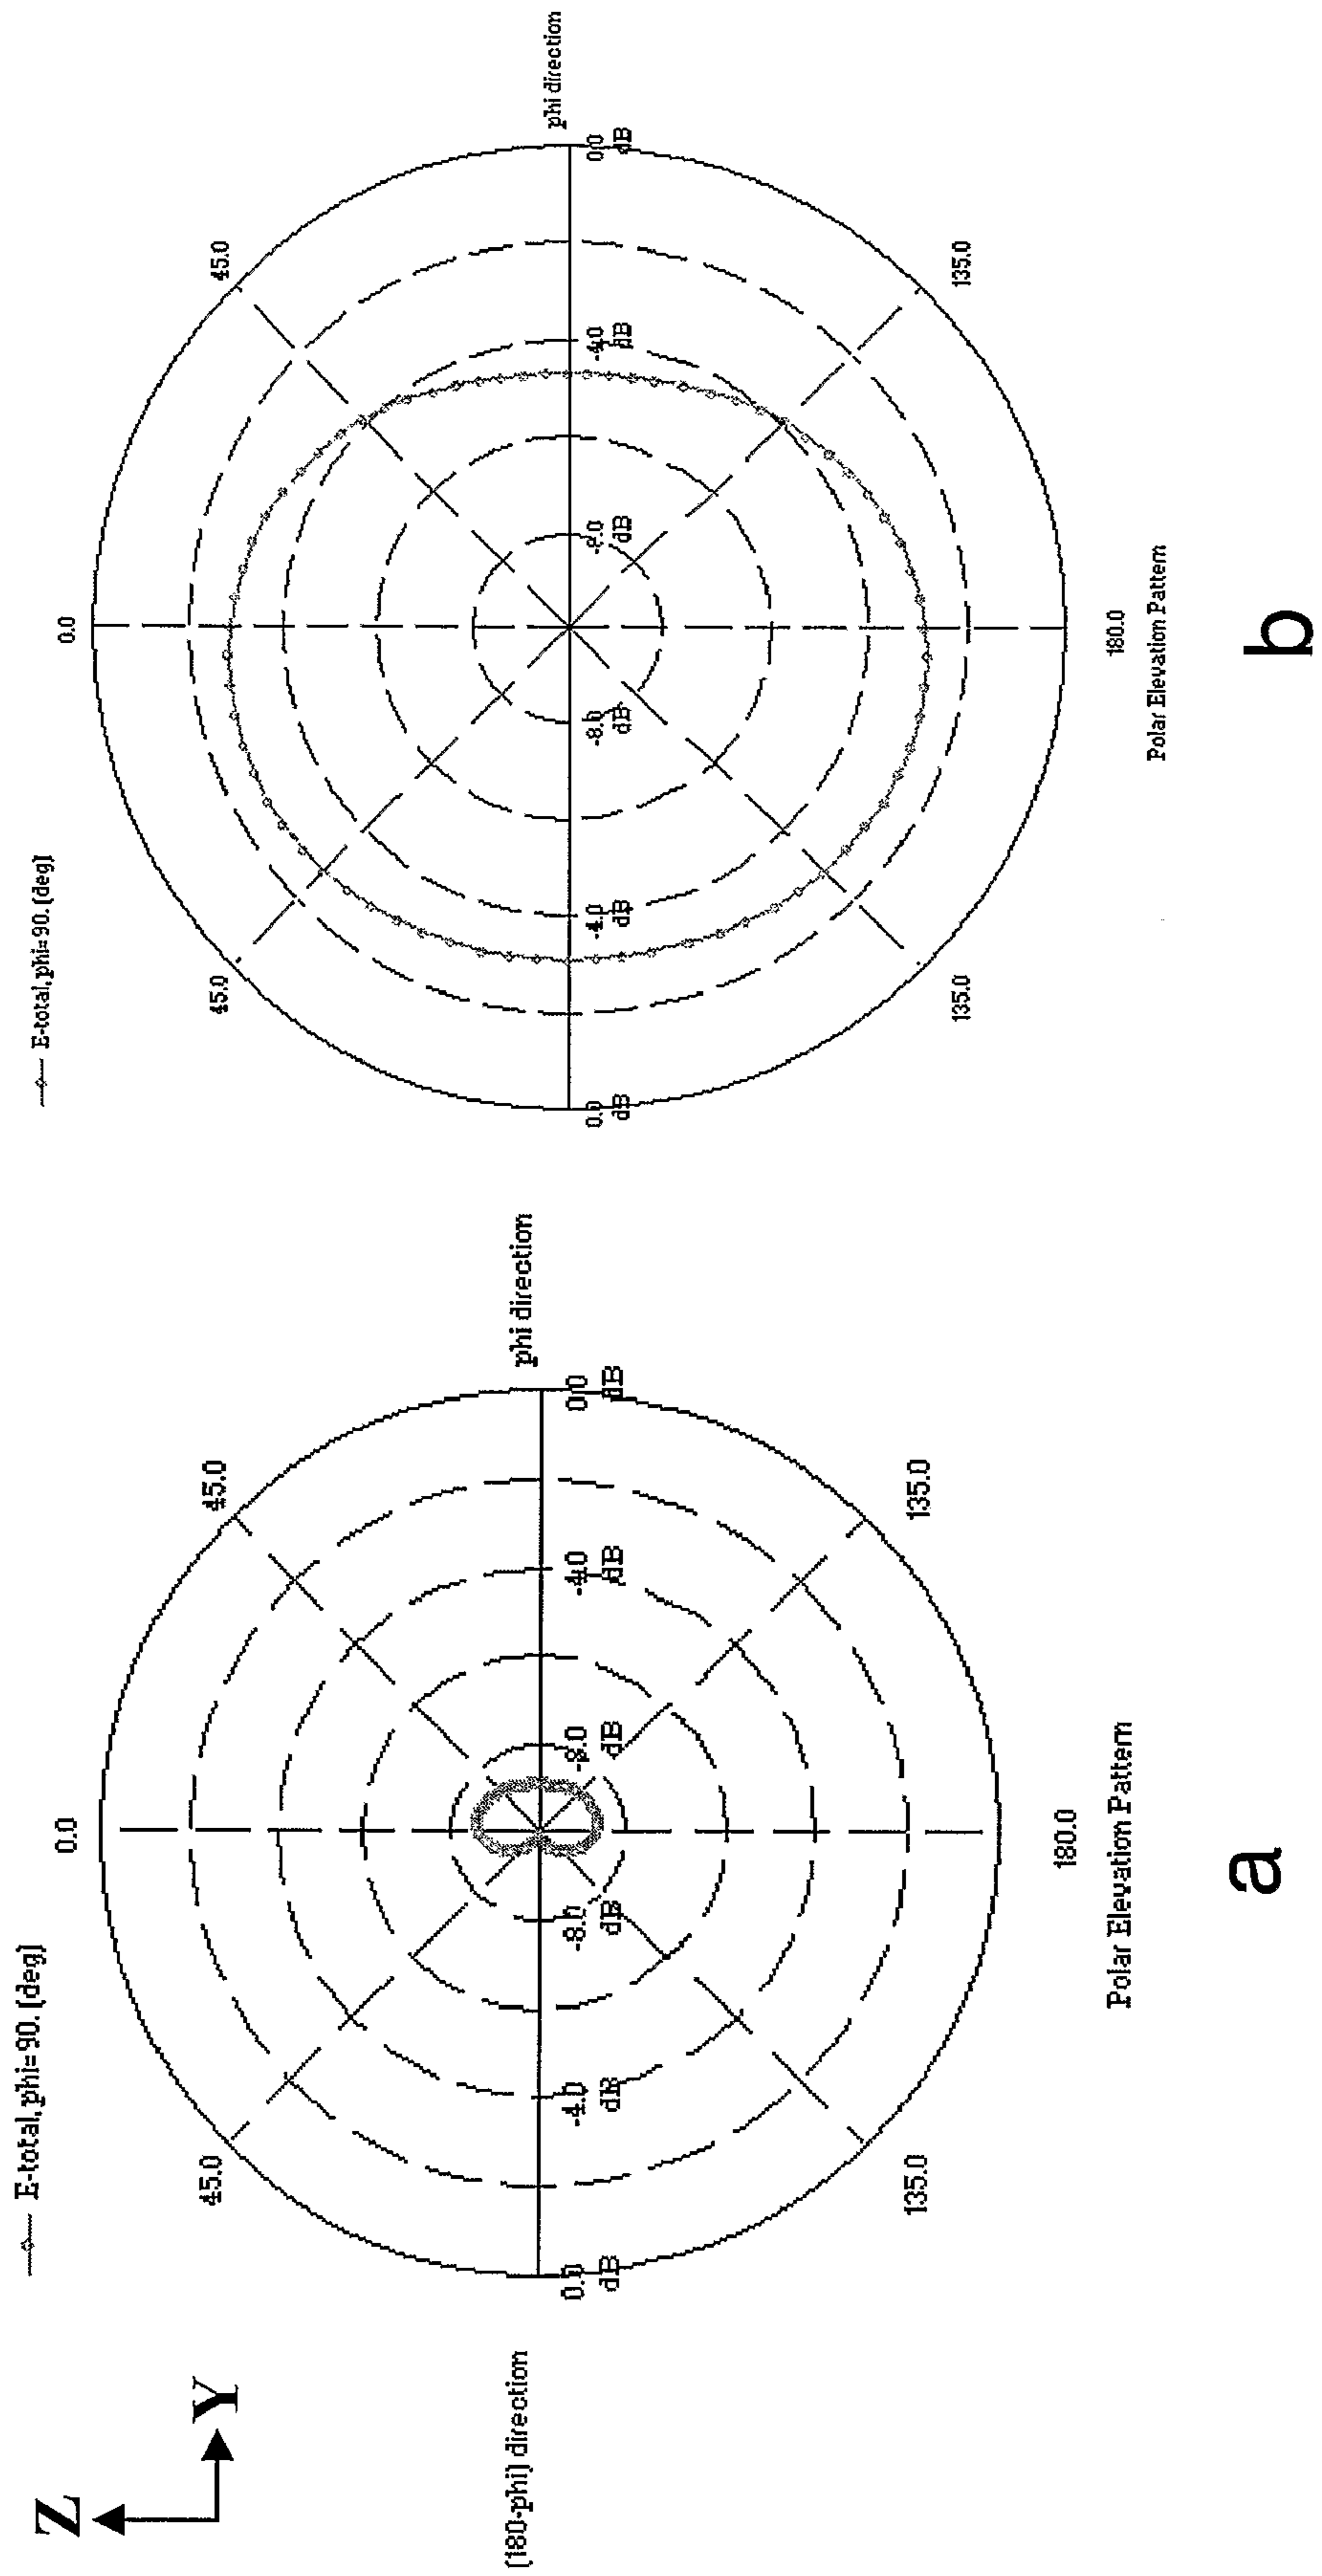 Z
Y
E-total, phi=90. (deg)
0.0
45.0
45.0
(180-phi) direction
phi direction
0.0
dB
-4.0
dB
-8.0
dB
-8.0
dB
-4.0
dB
0.0
dB
135.0
135.0
180.0
Polar Elevation Pattern
a
E-total, phi=90. (deg)
0.0
45.0
45.0
phi direction
0.0
dB
-4.0
dB
-8.0
dB
-8.0
dB
-4.0
dB
0.0
dB
135.0
135.0
180.0
Polar Elevation Pattern
b